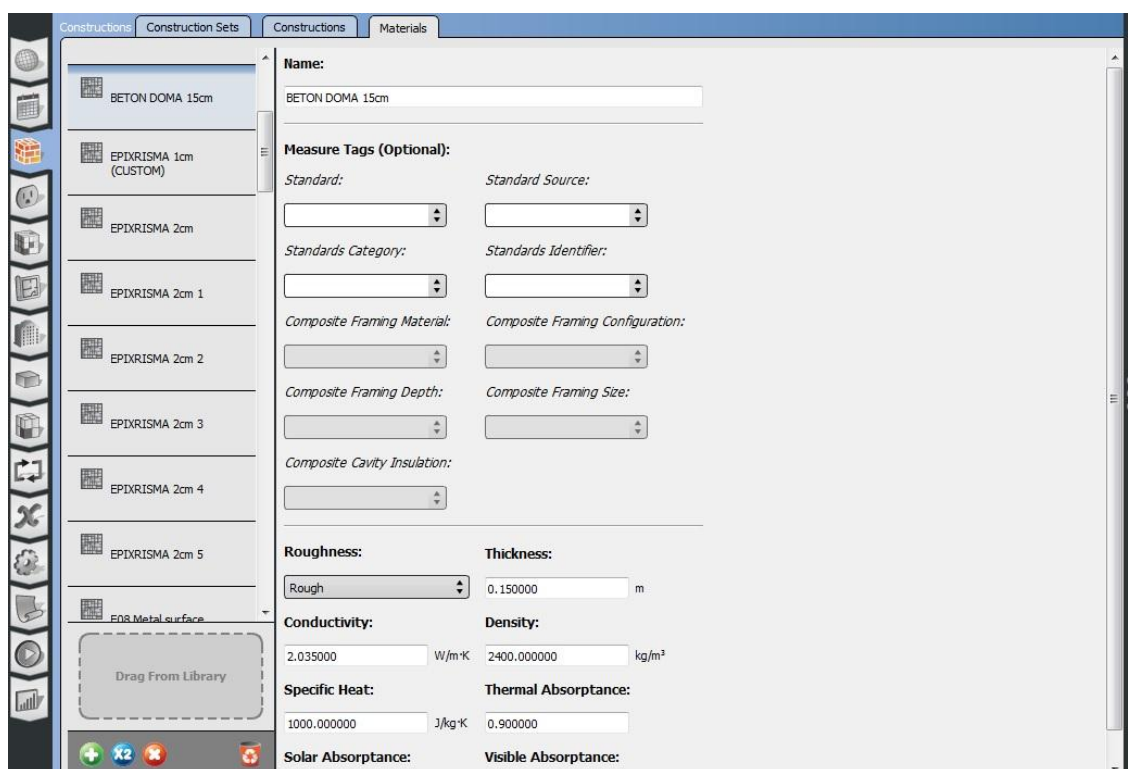 Constructions
Construction Sets
Constructions
Materials
BETON DOMA 15cm
EPIXRISMA 1cm
(CUSTOM)
EPIXRISMA 2cm
EPIXRISMA 2cm 1
EPIXRISMA 2cm 2
EPIXRISMA 2cm 3
EPIXRISMA 2cm 4
EPIXRISMA 2cm 5
F08 Metal surface
Drag From Library
X2
Name:
BETON DOMA 15cm
Measure Tags (Optional):
Standard: Standard Source:
Standards Category: Standards Identifier:
Composite Framing Material: Composite Framing Configuration:
Composite Framing Depth: Composite Framing Size:
Composite Cavity Insulation:
Roughness: Thickness:
Rough 0.150000 m
Conductivity: Density:
2.035000 W/m·K 2400.000000 kg/m³
Specific Heat: Thermal Absorptance:
1000.000000 J/kg·K 0.900000
Solar Absorptance: Visible Absorptance: